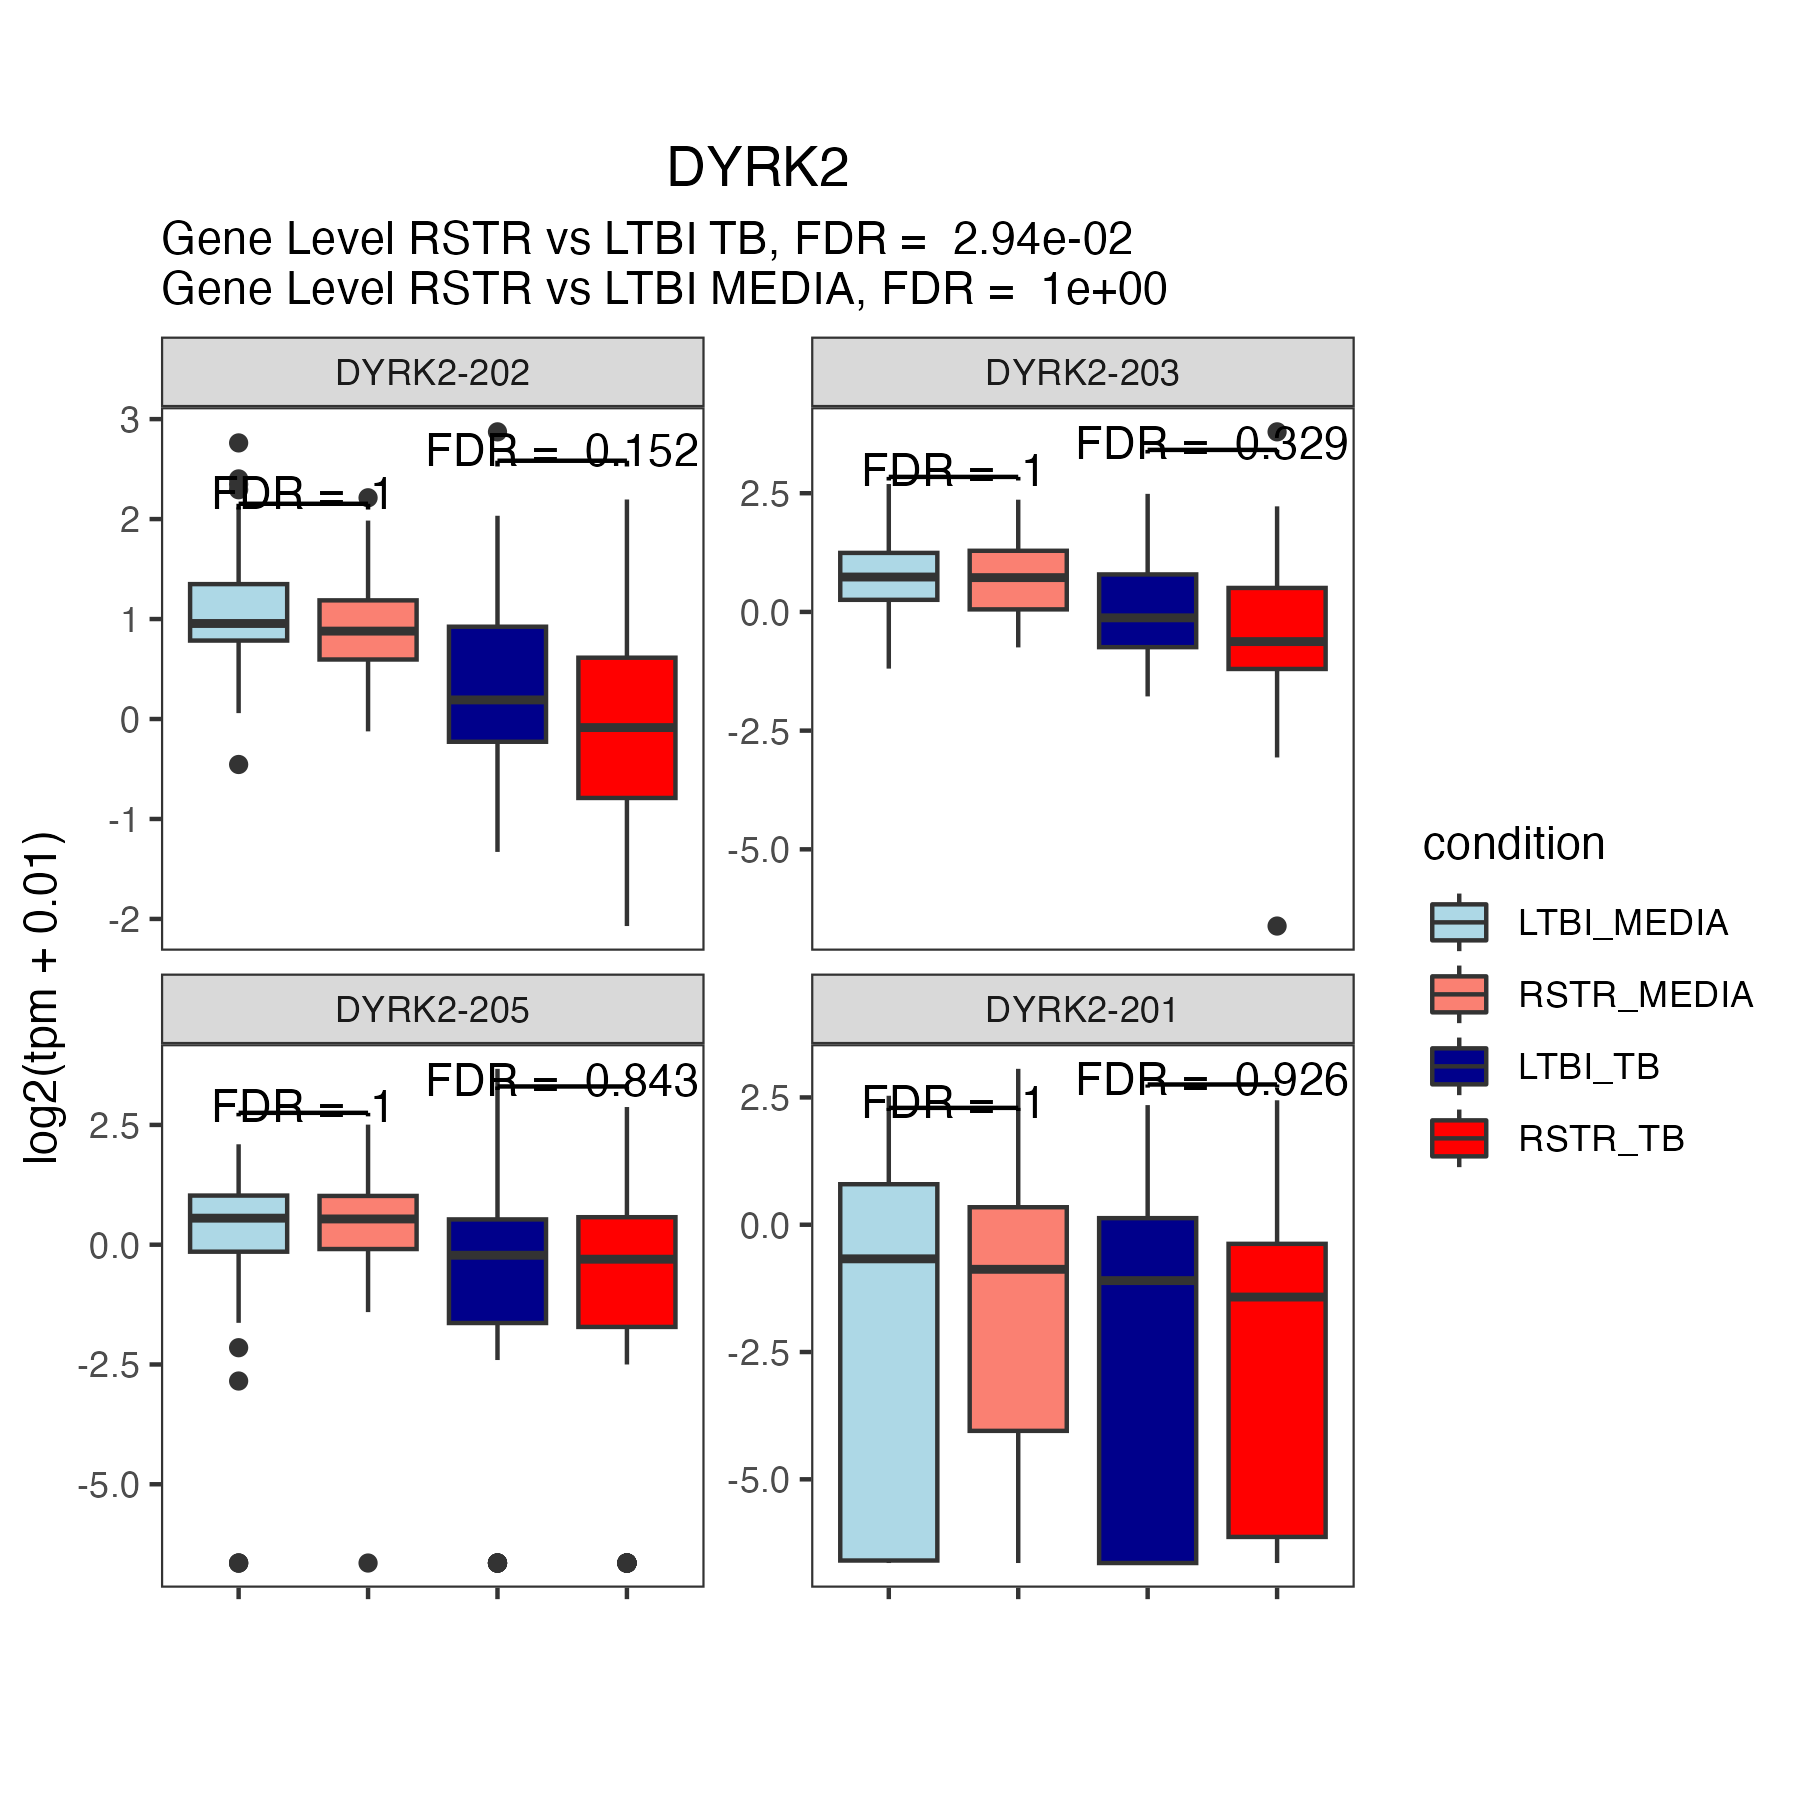 DYRK2
Gene Level RSTR vs LTBI TB, FDR =  2.94e-02
Gene Level RSTR vs LTBI MEDIA, FDR =  1e+00
DYRK2-202
FDR =  1
FDR =  0.152
3
2
1
0
-1
-2
DYRK2-203
FDR =  1
FDR =  0.329
2.5
0.0
-2.5
-5.0
DYRK2-205
FDR =  1
FDR =  0.843
2.5
0.0
-2.5
-5.0
DYRK2-201
FDR =  1
FDR =  0.926
2.5
0.0
-2.5
-5.0
log2(tpm + 0.01)
condition
LTBI_MEDIA
RSTR_MEDIA
LTBI_TB
RSTR_TB